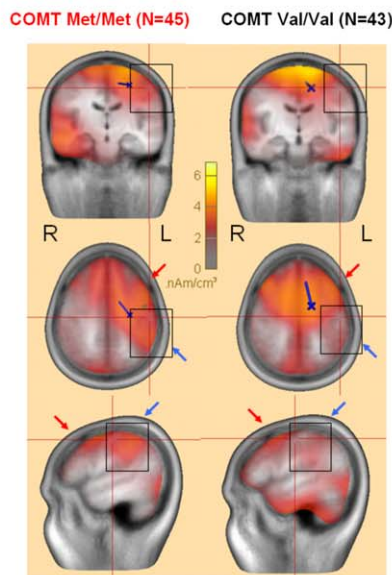 COMT Met/Met (N=45) COMT Val/Val (N=43)
6
4
2
0
nAm/cm³
R L R L